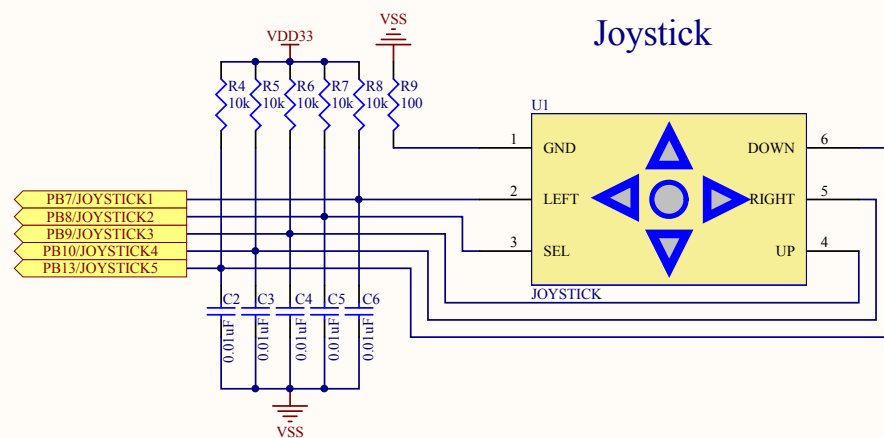 Joystick
VSS
VDD33
R4
10k
R5
10k
R6
10k
R7
10k
R8
10k
R9
100
U1
1
GND
DOWN
6
PB7/JOYSTICK1
2
LEFT
RIGHT
5
PB8/JOYSTICK2
PB9/JOYSTICK3
PB10/JOYSTICK4
3
SEL
UP
4
PB13/JOYSTICK5
JOYSTICK
C2
0.01uF
C3
0.01uF
C4
0.01uF
C5
0.01uF
C6
0.01uF
VSS